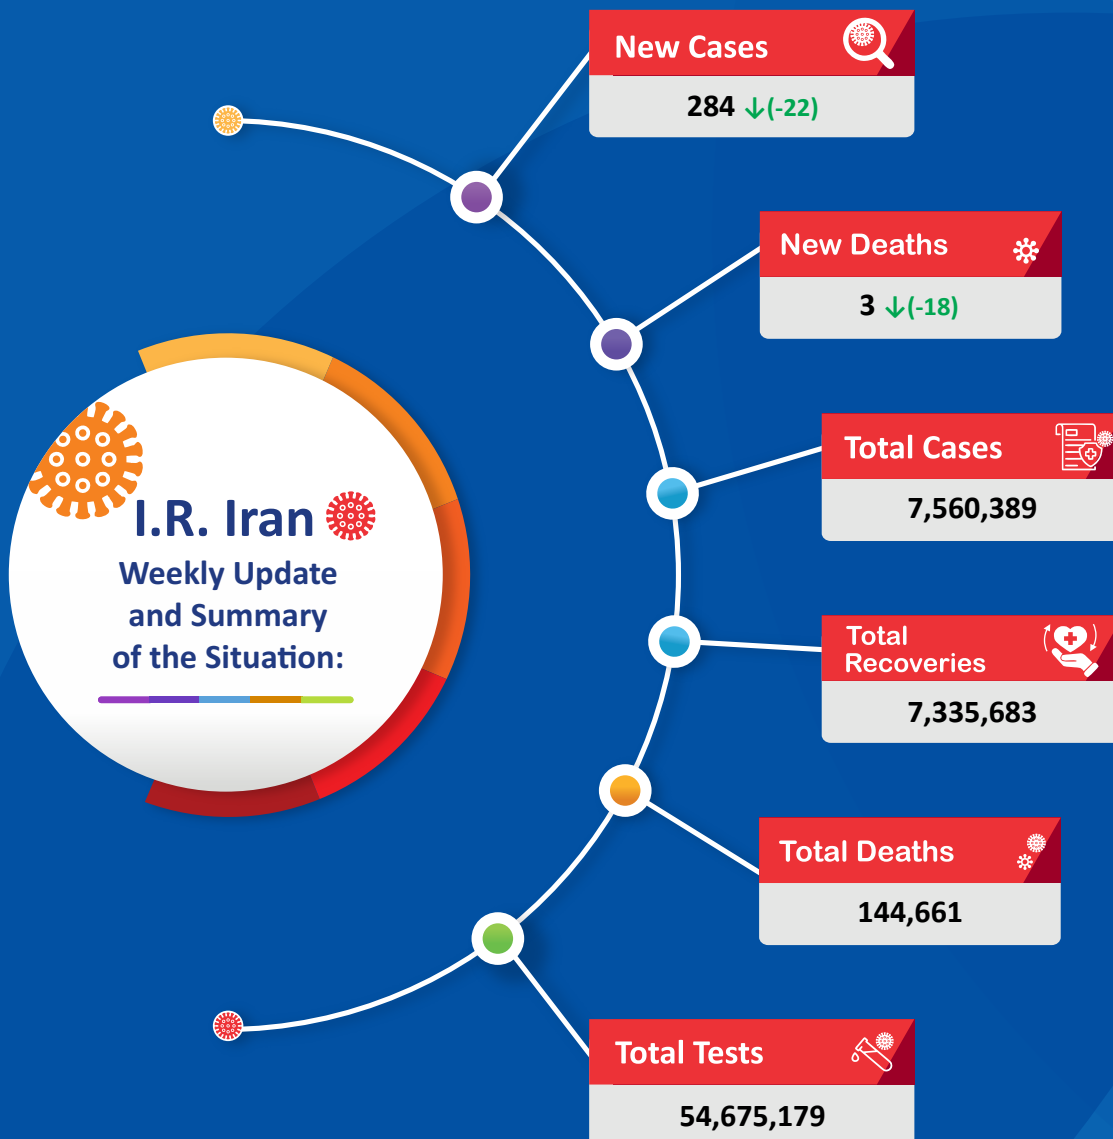 I.R. Iran
Weekly Update
and Summary
of the Situation:
New Cases
284 ↓(-22)
New Deaths
3 ↓(-18)
Total Cases
7,560,389
Total
Recoveries
7,335,683
Total Deaths
144,661
Total Tests
54,675,179